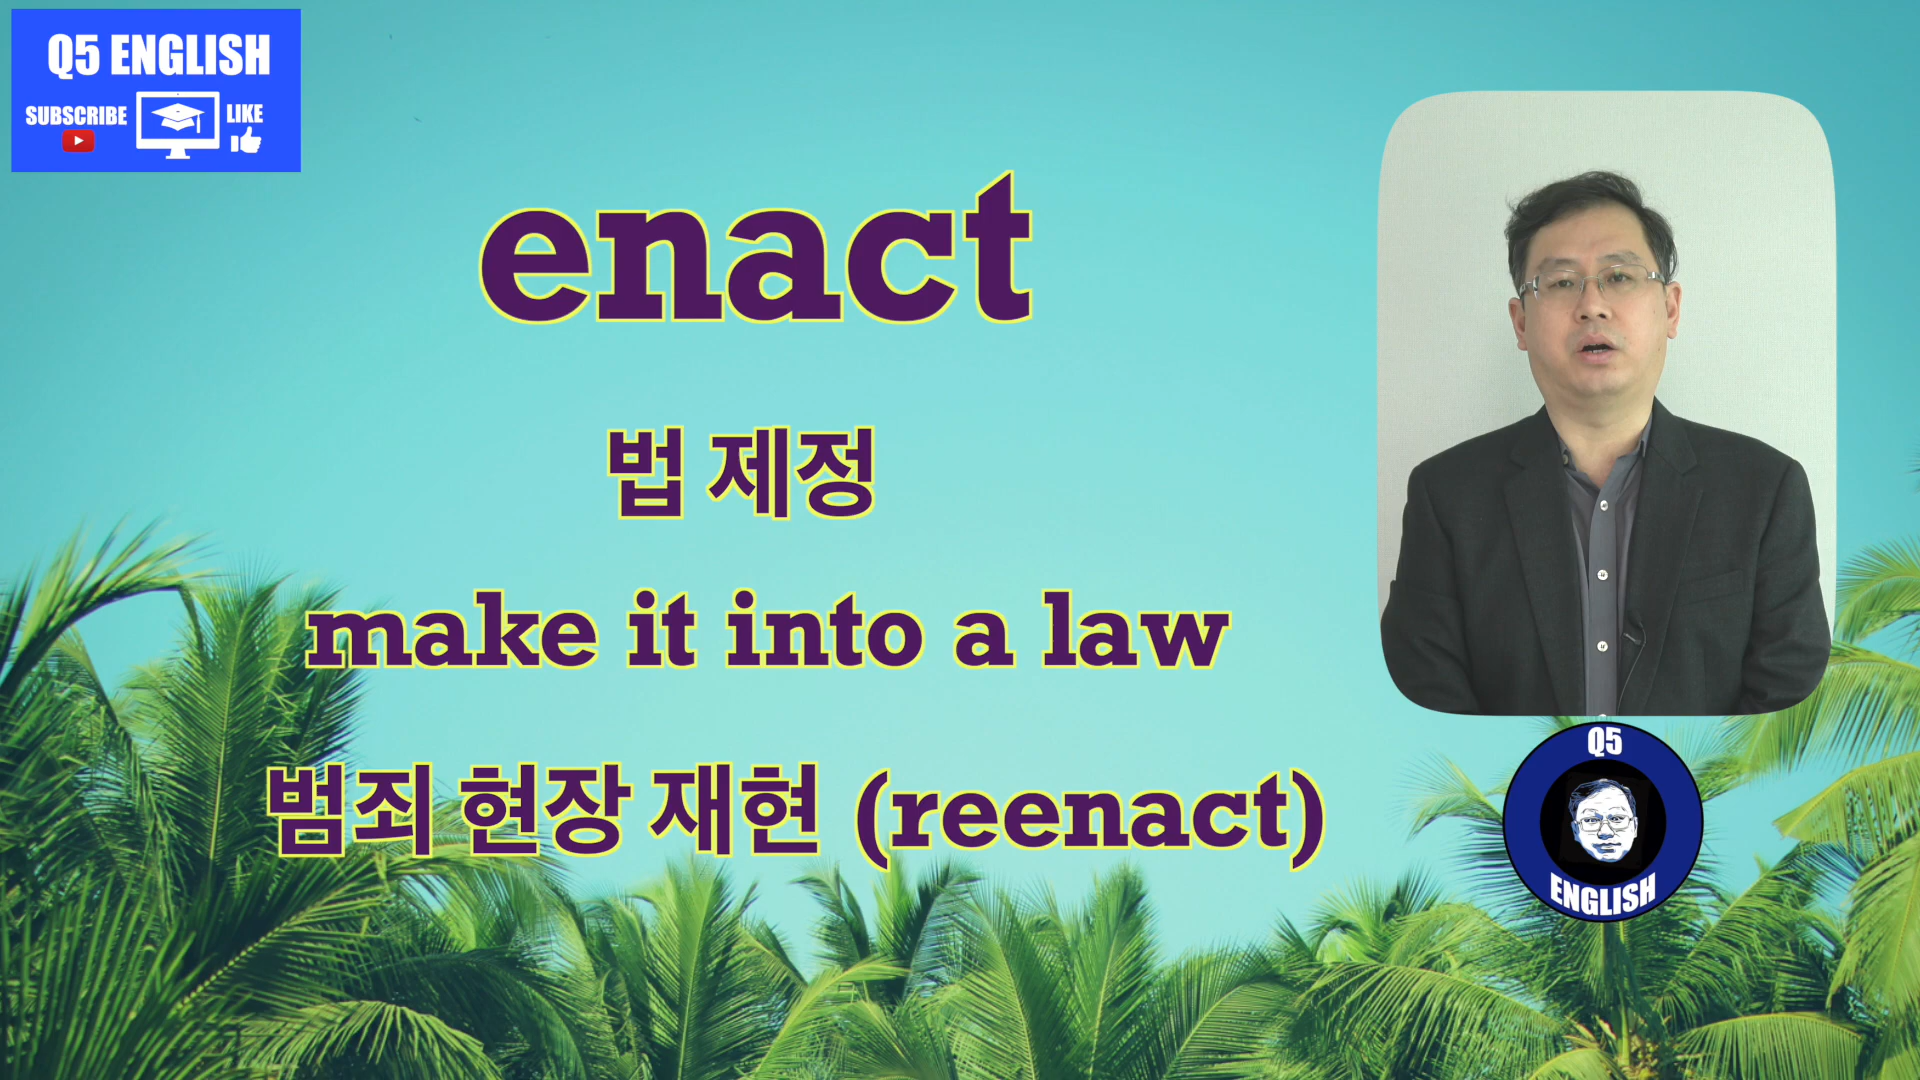 Q5 ENGLISH
SUBSCRIBE
LIKE
enact
법 제정
make it into a law
범죄 현장 재현 (reenact)
Q5
ENGLISH